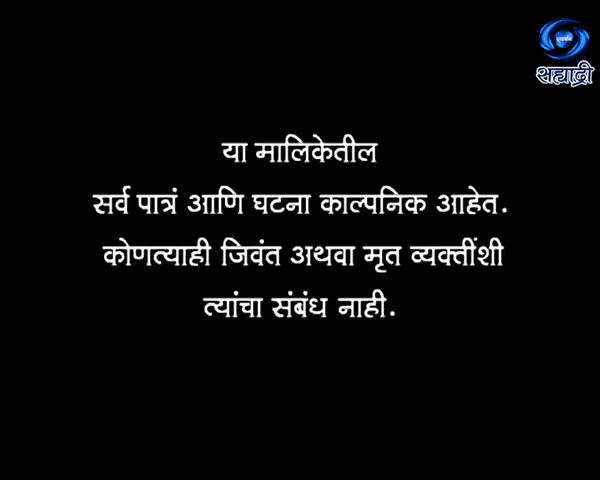 सह्याद्री
या मालिकेतील
सर्व पात्रं आणि घटना काल्पनिक आहेत.
कोणत्याही जिवंत अथवा मृत व्यक्तींशी
त्यांचा संबंध नाही.